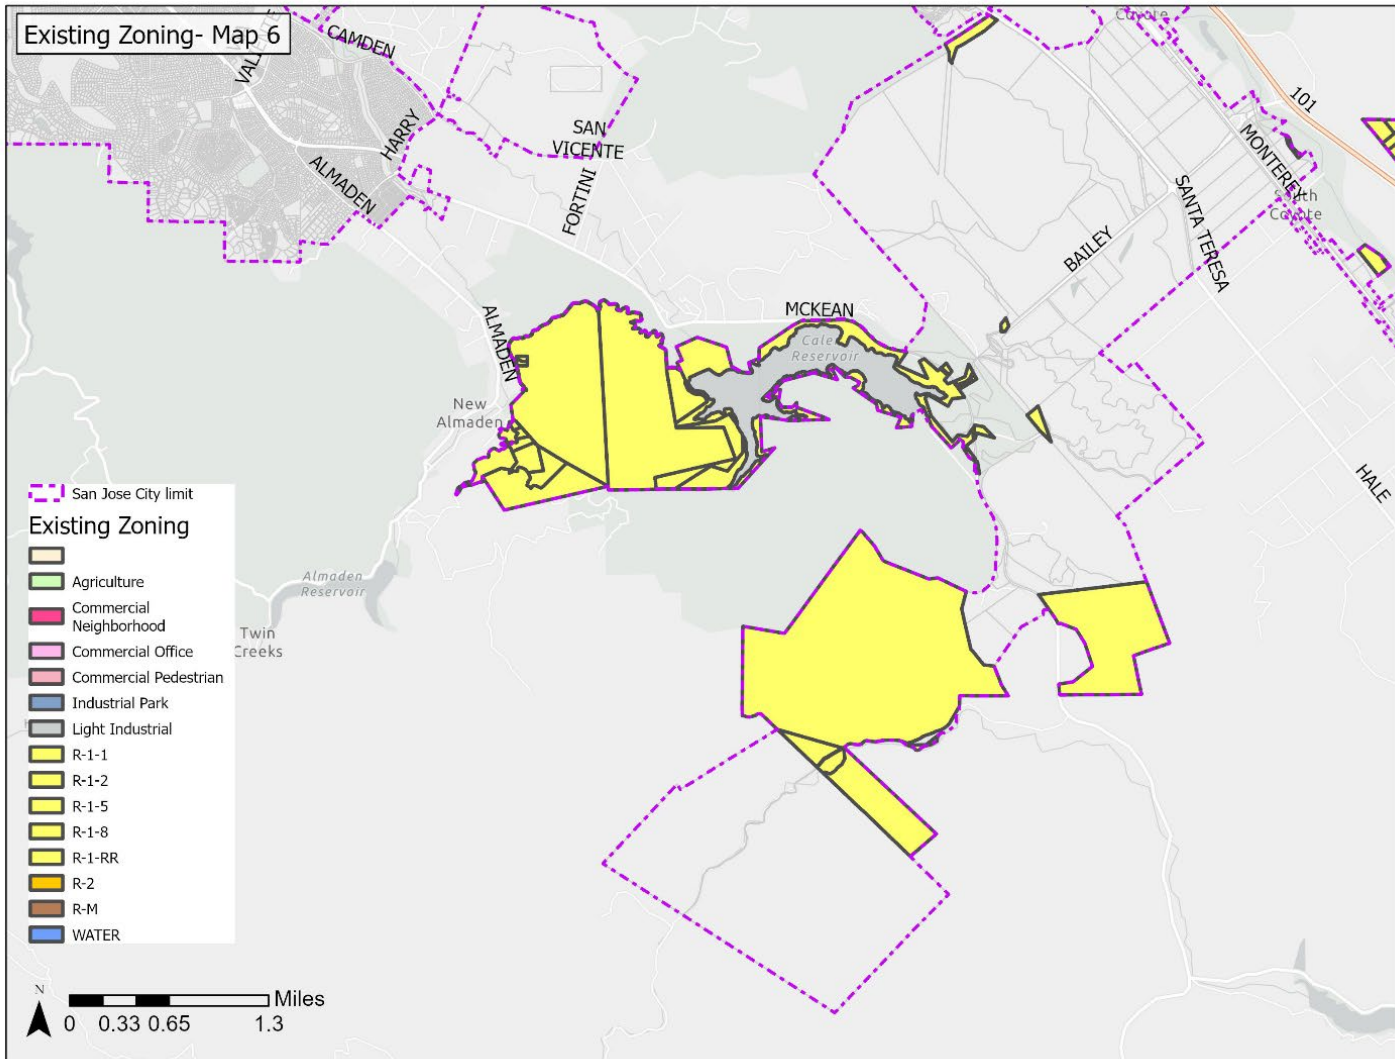 Existing Zoning- Map 6
CAMDEN
Coyote
HARRY
SAN
VICENTE
101
MONTEREY
ALMADEN
FORTINI
SANTA TERESA
South
Coyote
BAILEY
ALMADEN
MCKEAN
Reservoir
New
Almaden
HALE
San Jose City limit
Existing Zoning
Agriculture
Commercial
Neighborhood
Commercial Office
Commercial Pedestrian
Industrial Park
Light Industrial
R-1-1
R-1-2
R-1-5
R-1-8
R-1-RR
R-2
R-M
WATER
Almaden
Reservoir
Twin
Creeks
N
Miles
0 0.33 0.65 1.3